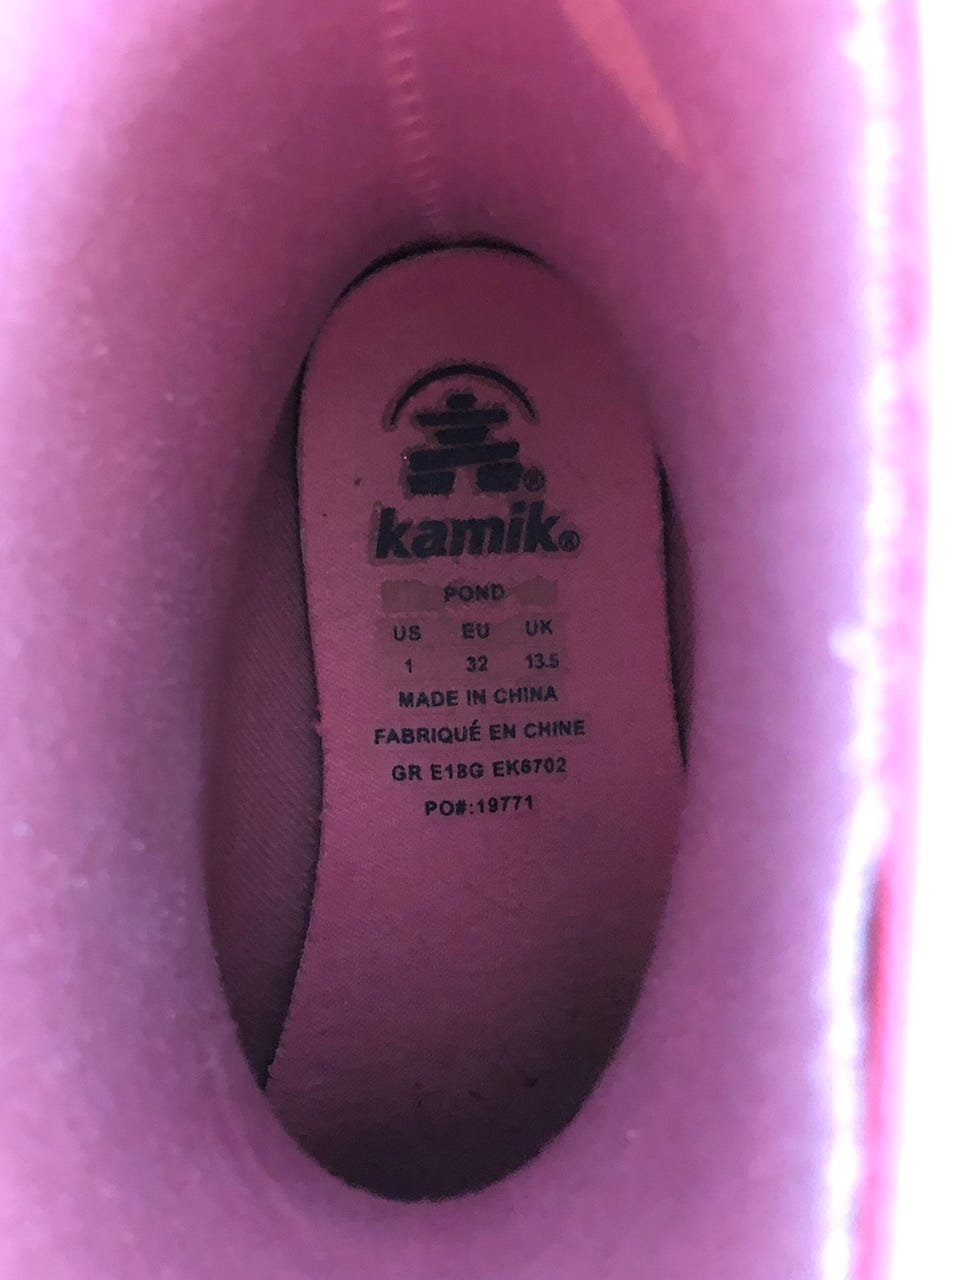 ®
kamik®
POND
US EU UK
1 32 13.5
MADE IN CHINA
FABRIQUÉ EN CHINE
GR E18G EK6702
PO#:19771